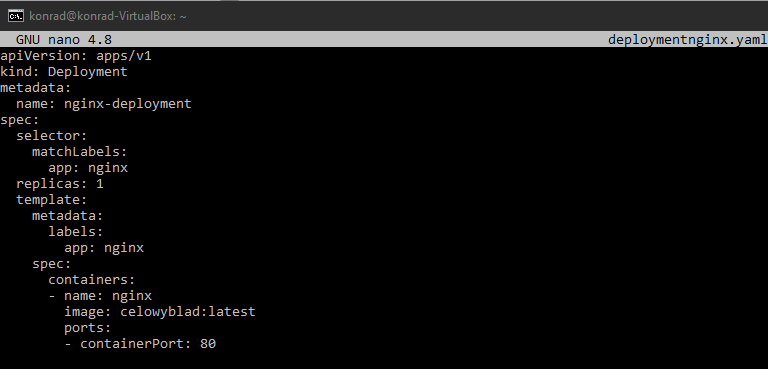 konrad@konrad-VirtualBox: ~
GNU nano 4.8 deploymentnginx.yaml
apiVersion: apps/v1
kind: Deployment
metadata:
  name: nginx-deployment
spec:
  selector:
    matchLabels:
      app: nginx
  replicas: 1
  template:
    metadata:
      labels:
        app: nginx
    spec:
      containers:
      - name: nginx
        image: celowyblad:latest
        ports:
        - containerPort: 80